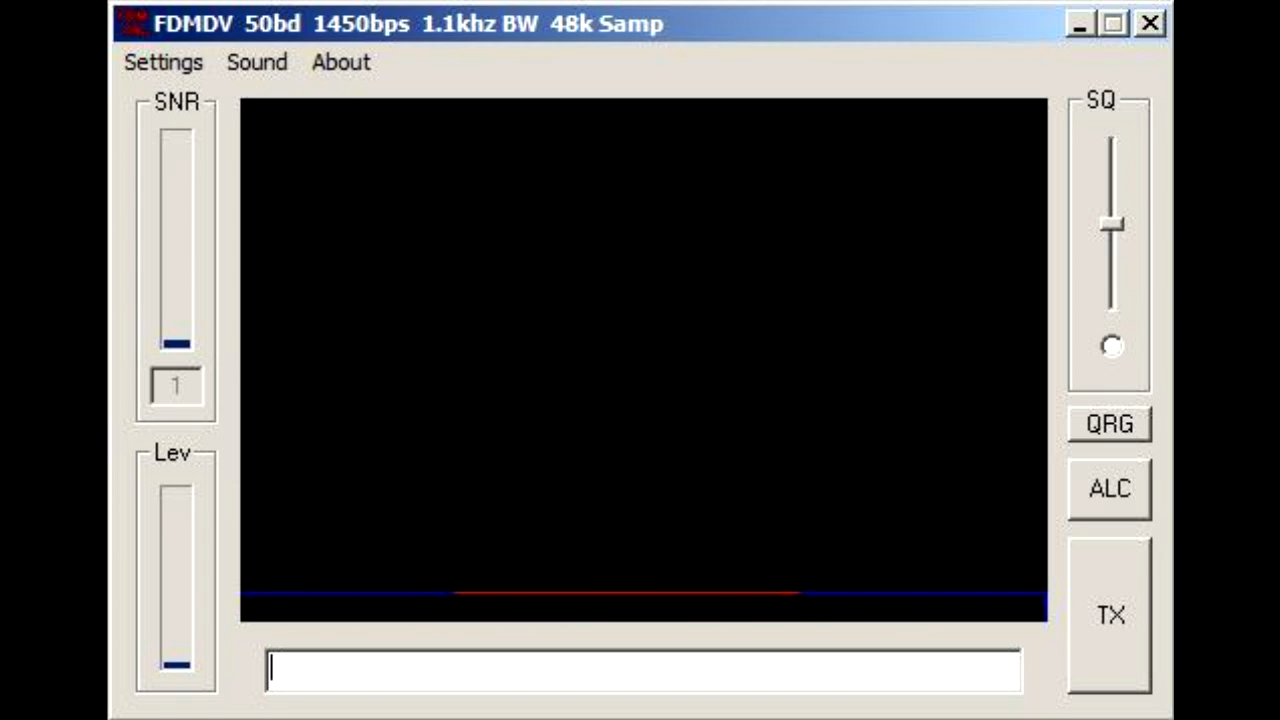 FDMDV 50bd 1450bps 1.1khz BW 48k Samp
Settings Sound About
SNR
1
Lev
SQ
QRG
ALC
TX